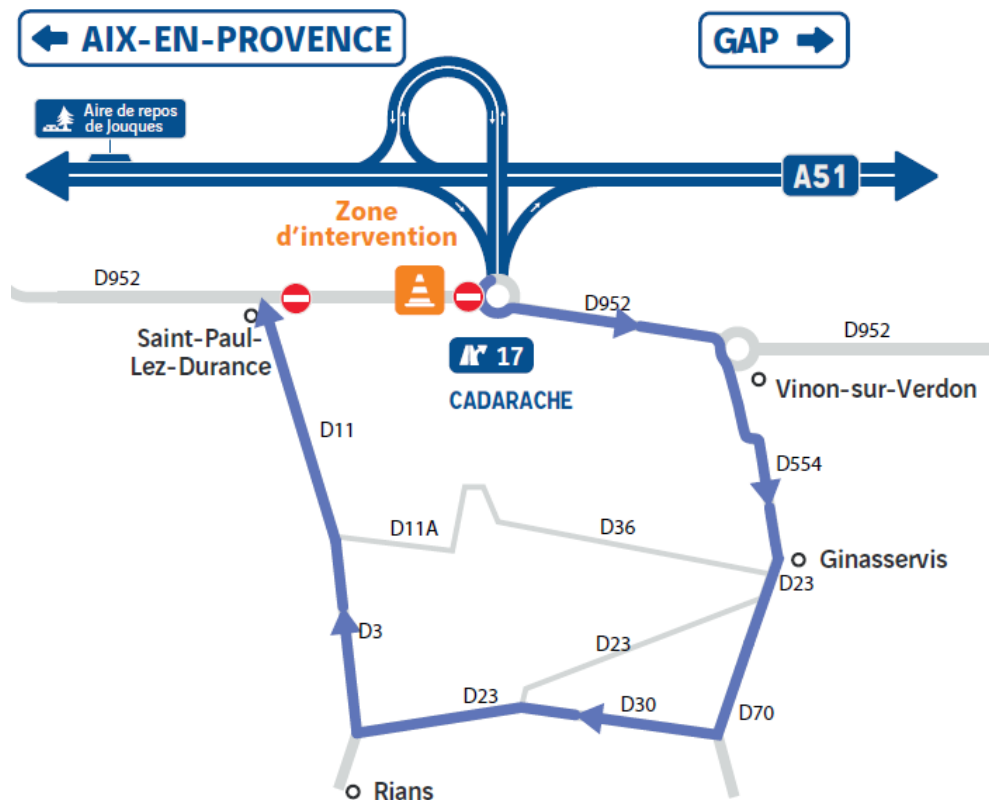 AIX-EN-PROVENCE
GAP
Aire de repos
de Jouques
A51
Zone
d'intervention
D952
D952
D952
Saint-Paul-
Lez-Durance
17
CADARACHE
Vinon-sur-Verdon
D11
D554
D11A
D36
Ginasservis
D23
D3
D23
D23
D30
D70
Rians